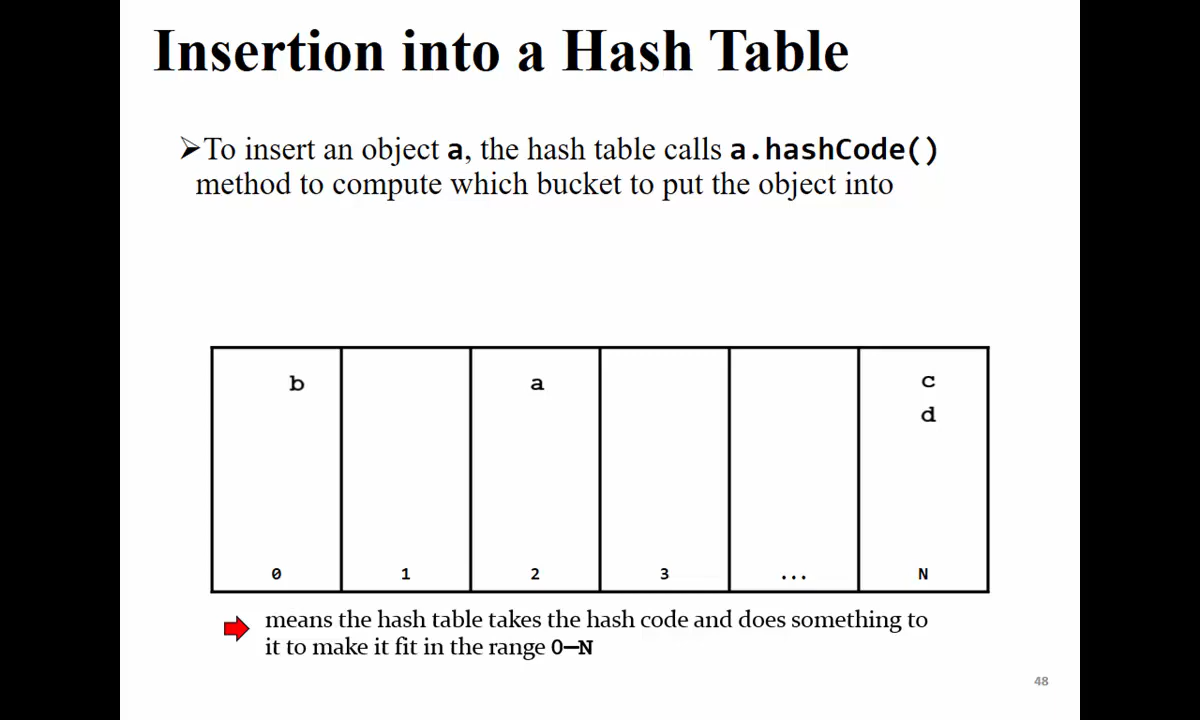 Insertion into a Hash Table
➢To insert an object a, the hash table calls a.hashCode()
method to compute which bucket to put the object into
b a c
d
0 1 2 3 ... N
means the hash table takes the hash code and does something to
it to make it fit in the range 0–N
48